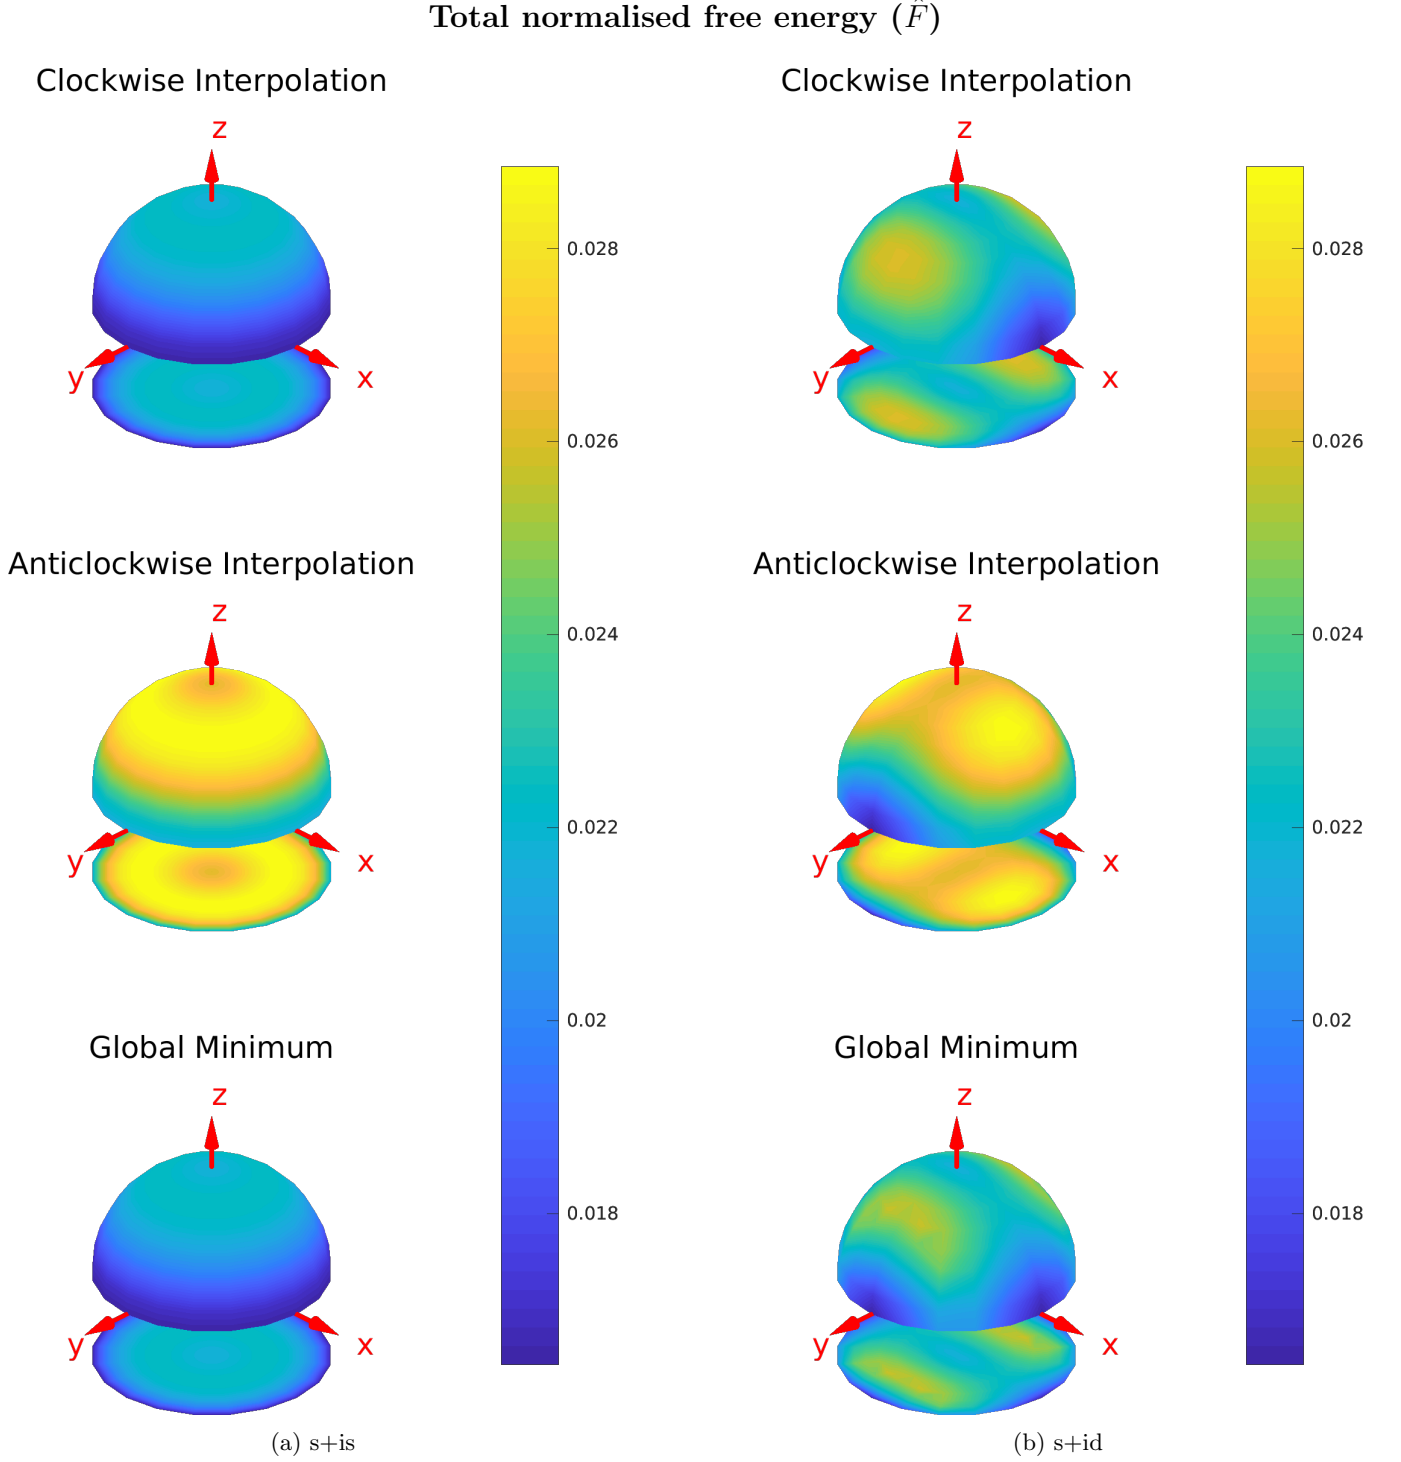 Total normalised free energy (F̂)
Clockwise Interpolation
z
y
x
Anticlockwise Interpolation
z
y
x
Global Minimum
z
y
x
0.028
0.026
0.024
0.022
0.02
0.018
(a) s+is
Clockwise Interpolation
z
y
x
Anticlockwise Interpolation
z
y
x
Global Minimum
z
y
x
0.028
0.026
0.024
0.022
0.02
0.018
(b) s+id